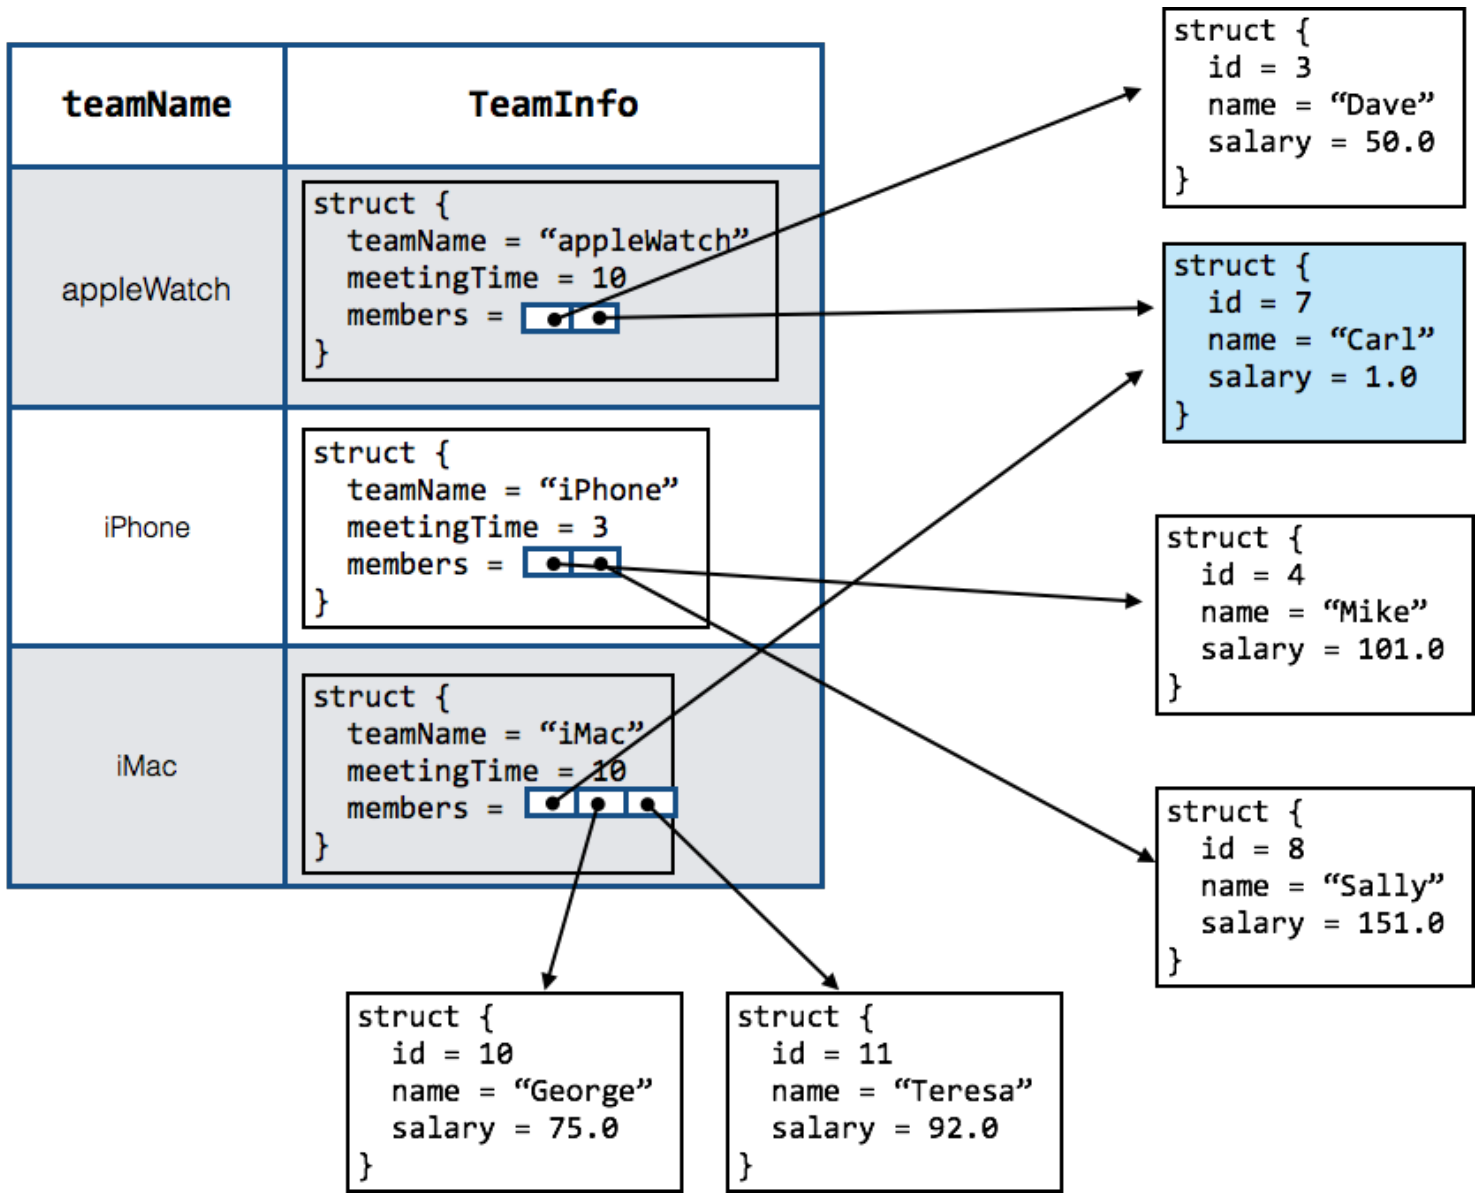 teamName
TeamInfo
appleWatch
struct {
  teamName = “appleWatch”
  meetingTime = 10
  members =
}
iPhone
struct {
  teamName = “iPhone”
  meetingTime = 3
  members =
}
iMac
struct {
  teamName = “iMac”
  meetingTime = 10
  members =
}
struct {
  id = 3
  name = “Dave”
  salary = 50.0
}
struct {
  id = 7
  name = “Carl”
  salary = 1.0
}
struct {
  id = 4
  name = “Mike”
  salary = 101.0
}
struct {
  id = 8
  name = “Sally”
  salary = 151.0
}
struct {
  id = 10
  name = “George”
  salary = 75.0
}
struct {
  id = 11
  name = “Teresa”
  salary = 92.0
}